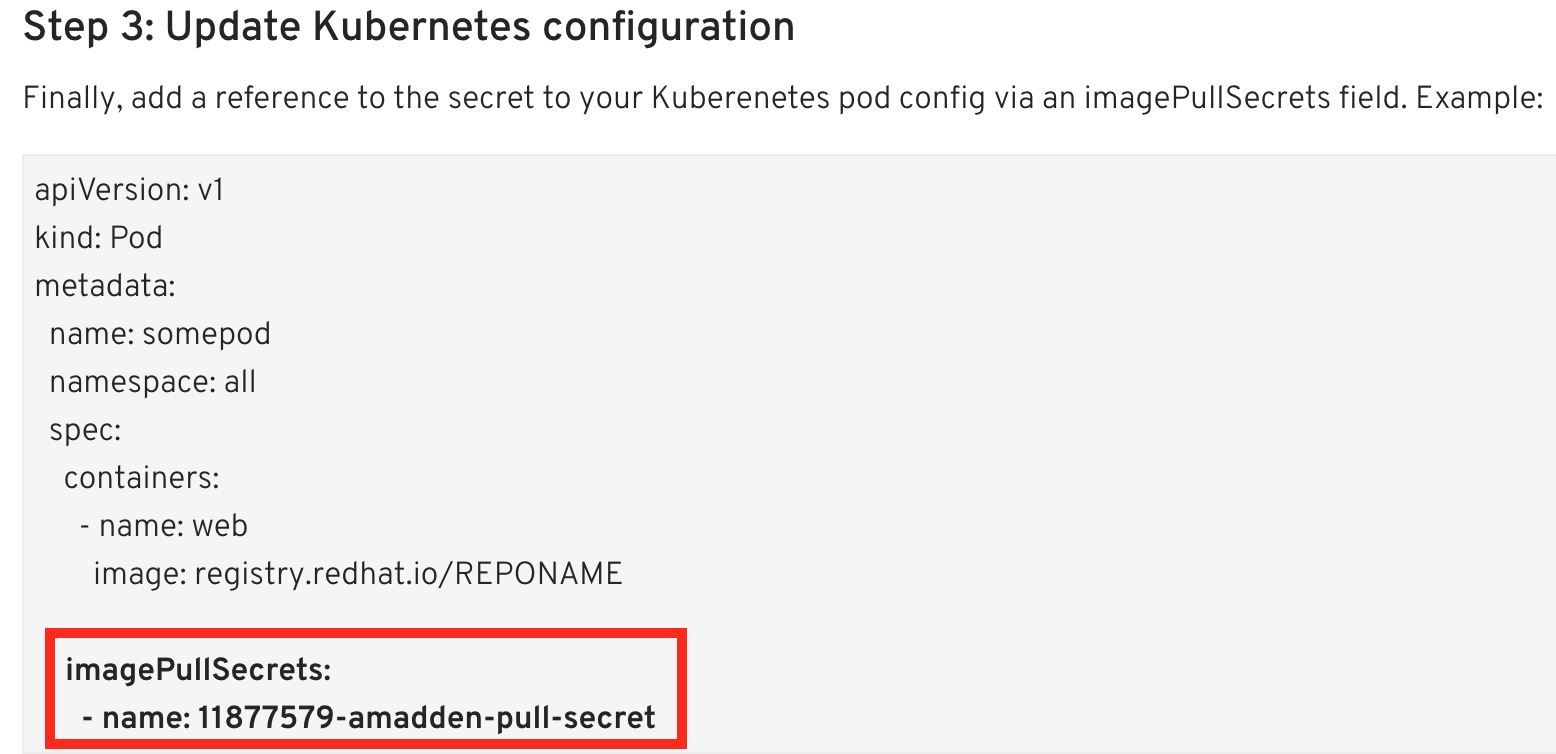 Step 3: Update Kubernetes configuration
Finally, add a reference to the secret to your Kuberenetes pod config via an imagePullSecrets field. Example:
apiVersion: v1
kind: Pod
metadata:
  name: somepod
  namespace: all
  spec:
    containers:
      - name: web
        image: registry.redhat.io/REPONAME
    imagePullSecrets:
      - name: 11877579-amadden-pull-secret